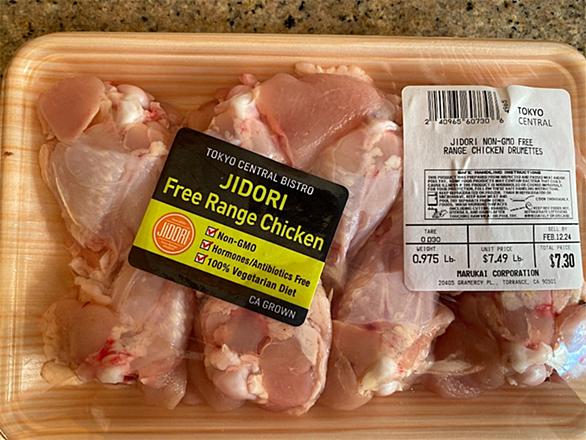 TOKYO CENTRAL BISTRO
JIDORI
Free Range Chicken
JIDORI
Non-GMO
Hormones/Antibiotics Free
100% Vegetarian Diet
CA GROWN
2 40965 60730 6
TOKYO
CENTRAL
JIDORI NON-GMO FREE
RANGE CHICKEN DRUMETTES
SAFE HANDLING INSTRUCTIONS
SELL BY
FEB.12.24
TARE
0.030
WEIGHT
0.975 Lb.
UNIT PRICE
$7.49 Lb.
TOTAL PRICE
$7.30
MARUKAI CORPORATION
20405 GRAMERCY PL., TORRANCE, CA 90501